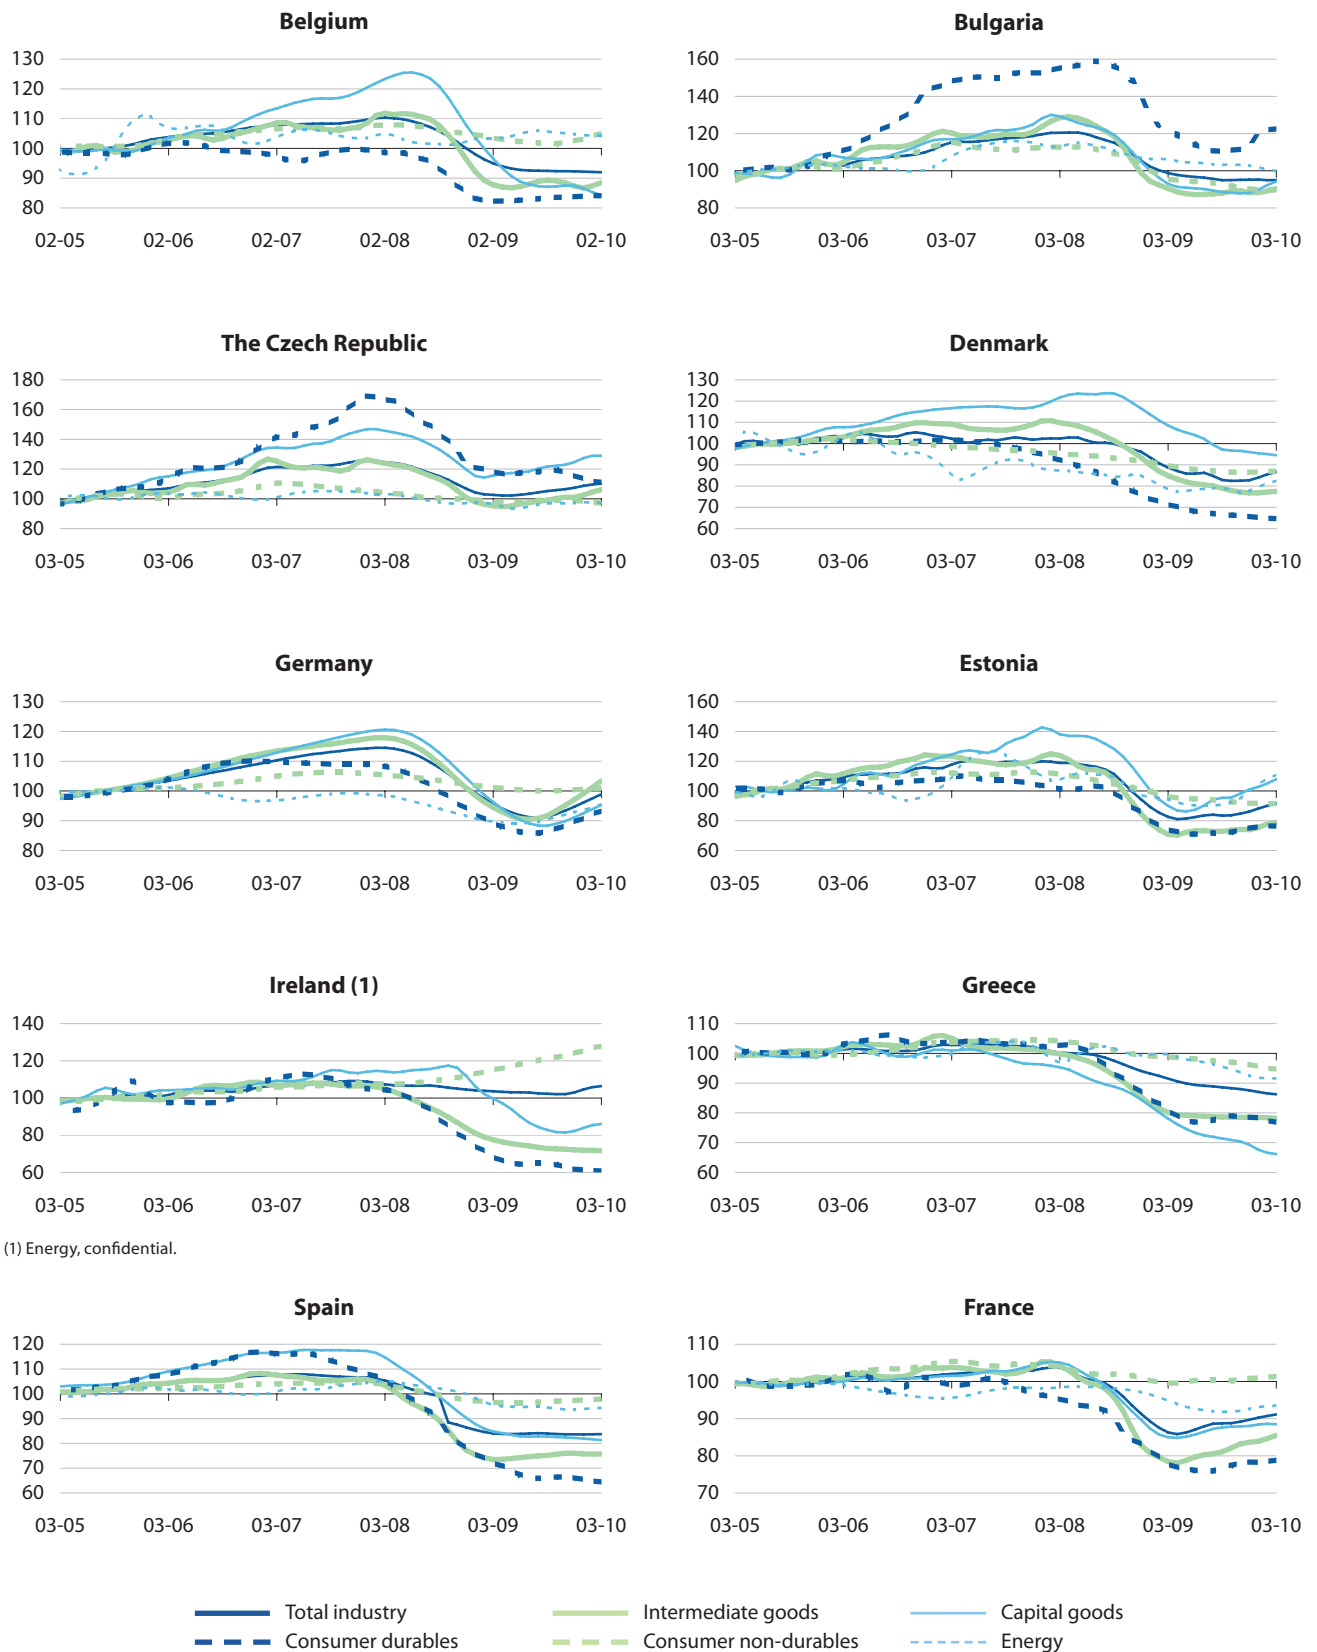 Belgium
130
120
110
100
90
80
02-05 02-06 02-07 02-08 02-09 02-10
Bulgaria
160
140
120
100
80
03-05 03-06 03-07 03-08 03-09 03-10
The Czech Republic
180
160
140
120
100
80
03-05 03-06 03-07 03-08 03-09 03-10
Denmark
130
120
110
100
90
80
70
60
03-05 03-06 03-07 03-08 03-09 03-10
Germany
130
120
110
100
90
80
03-05 03-06 03-07 03-08 03-09 03-10
Estonia
160
140
120
100
80
60
03-05 03-06 03-07 03-08 03-09 03-10
Ireland (1)
140
120
100
80
60
03-05 03-06 03-07 03-08 03-09 03-10
(1) Energy, confidential.
Greece
110
100
90
80
70
60
03-05 03-06 03-07 03-08 03-09 03-10
Spain
120
110
100
90
80
70
60
03-05 03-06 03-07 03-08 03-09 03-10
France
110
100
90
80
70
03-05 03-06 03-07 03-08 03-09 03-10
Total industry Intermediate goods Capital goods
Consumer durables Consumer non-durables Energy